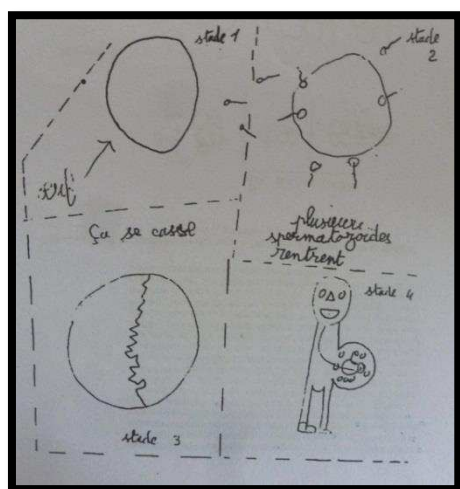 stade 1
œuf
stade
2
plusieurs
spermatozoïdes
rentrent
Ça se casse
stade 3
stade 4